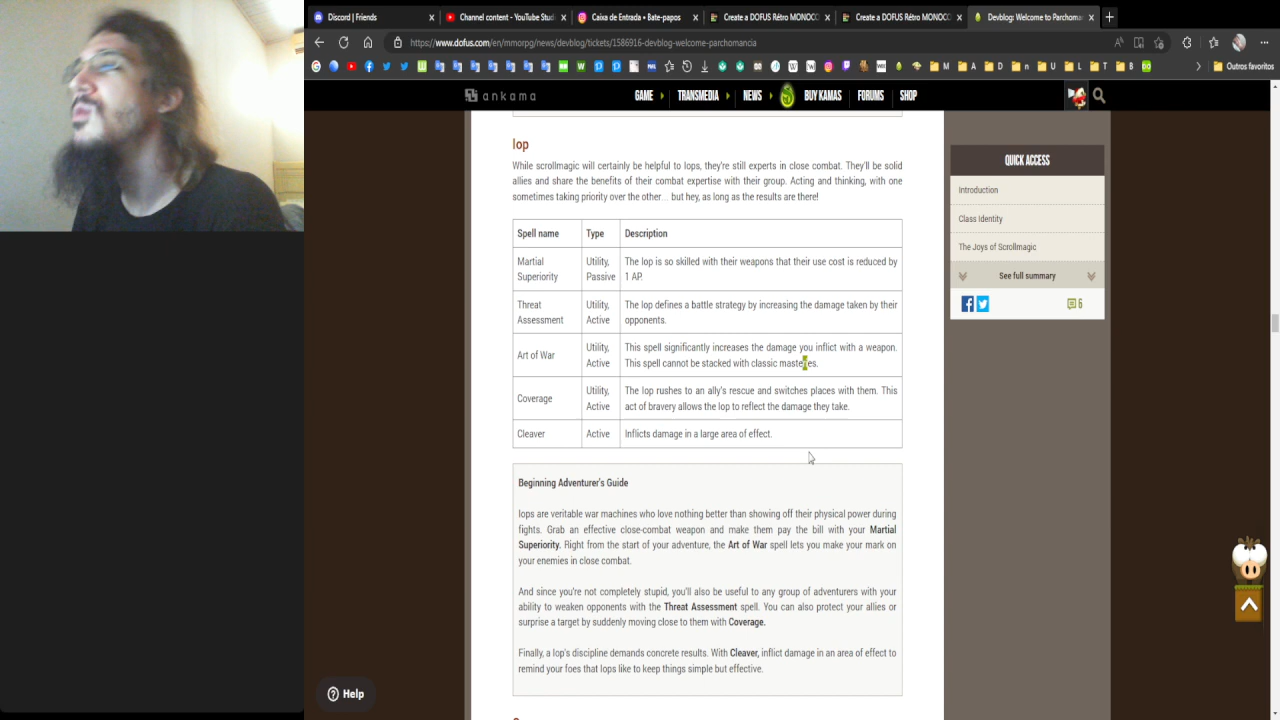 Discord | Friends
Channel content - YouTube Stud
Caixa de Entrada • Bate-papos
Create a DOFUS Rétro MONOCO
Create a DOFUS Rétro MONOCO
Devblog: Welcome to Parchoman
https://www.dofus.com/en/mmorpg/news/devblog/tickets/1586916-devblog-welcome-parchomancia
Outros favoritos
ankama
GAME
TRANSMEDIA
NEWS
BUY KAMAS
FORUMS
SHOP
Iop
While scrollmagic will certainly be helpful to Iops, they're still experts in close combat. They'll be solid
allies and share the benefits of their combat expertise with their group. Acting and thinking, with one
sometimes taking priority over the other... but hey, as long as the results are there!
Spell name Type Description
Martial Superiority Utility, Passive The Iop is so skilled with their weapons that their use cost is reduced by
1 AP.
Threat Assessment Utility, Active The Iop defines a battle strategy by increasing the damage taken by their
opponents.
Art of War Utility, Active This spell significantly increases the damage you inflict with a weapon.
This spell cannot be stacked with classic masteries.
Coverage Utility, Active The Iop rushes to an ally's rescue and switches places with them. This
act of bravery allows the Iop to reflect the damage they take.
Cleaver Active Inflicts damage in a large area of effect.
Beginning Adventurer's Guide
Iops are veritable war machines who love nothing better than showing off their physical power during
fights. Grab an effective close-combat weapon and make them pay the bill with your Martial
Superiority. Right from the start of your adventure, the Art of War spell lets you make your mark on
your enemies in close combat.
And since you're not completely stupid, you'll also be useful to any group of adventurers with your
ability to weaken opponents with the Threat Assessment spell. You can also protect your allies or
surprise a target by suddenly moving close to them with Coverage.
Finally, a Iop's discipline demands concrete results. With Cleaver, inflict damage in an area of effect to
remind your foes that Iops like to keep things simple but effective.
QUICK ACCESS
Introduction
Class Identity
The Joys of Scrollmagic
See full summary
6
Help